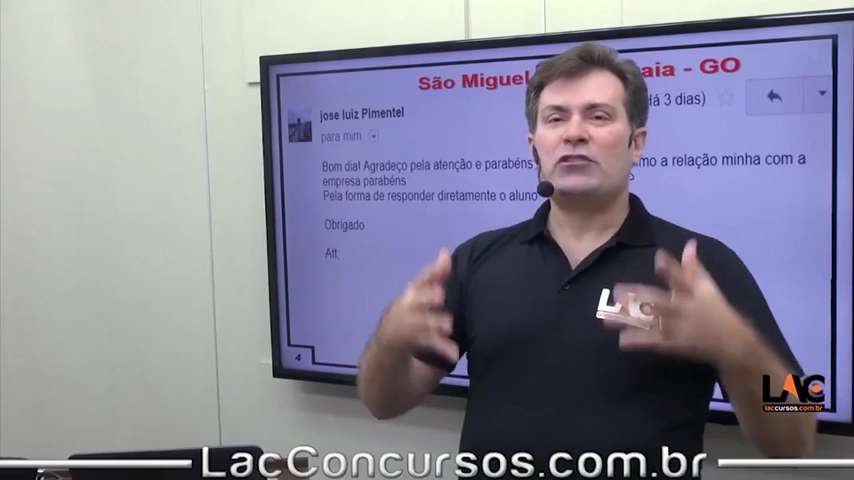 São Miguel aia - GO
jose luiz Pimentel
Há 3 dias)
para mim
Bom dia! Agradeço pela atenção e parabéns, mo a relação minha com a
empresa parabéns
Pela forma de responder diretamente o aluno
Obrigado
Att;
4
LAC
LAC
laccursos.com.br
LacConcursos.com.br